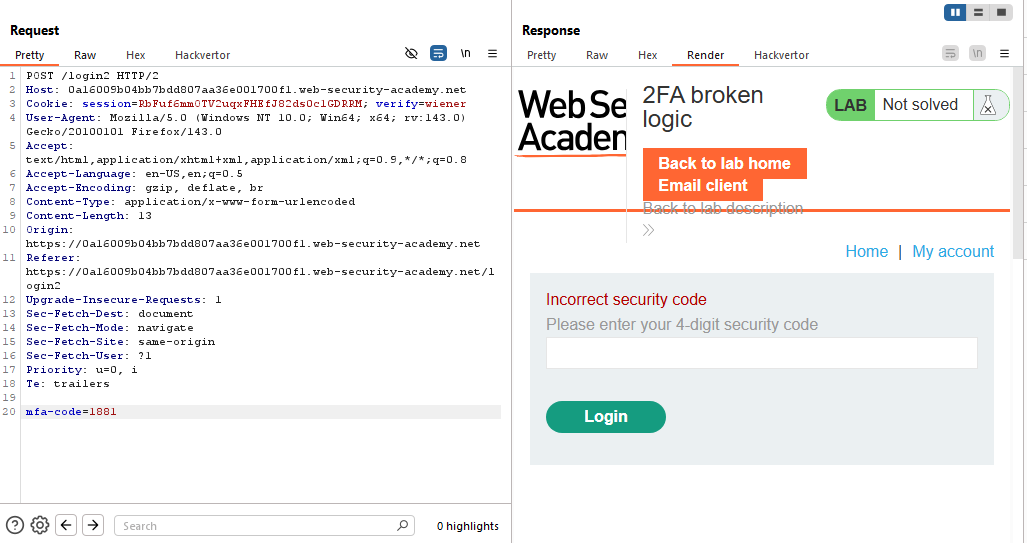 Request
Pretty Raw Hex Hackvertor
\n
1 POST /login2 HTTP/2
2 Host: 0a16009b04bb7bdd807aa36e001700f1.web-security-academy.net
3 Cookie: session=RbFuf6mmOTV2uqxFHEfJ82dsOc1GDRRM; verify=wiener
4 User-Agent: Mozilla/5.0 (Windows NT 10.0; Win64; x64; rv:143.0)
Gecko/20100101 Firefox/143.0
5 Accept:
text/html,application/xhtml+xml,application/xml;q=0.9,*/*;q=0.8
6 Accept-Language: en-US,en;q=0.5
7 Accept-Encoding: gzip, deflate, br
8 Content-Type: application/x-www-form-urlencoded
9 Content-Length: 13
10 Origin:
https://0a16009b04bb7bdd807aa36e001700f1.web-security-academy.net
11 Referer:
https://0a16009b04bb7bdd807aa36e001700f1.web-security-academy.net/l
ogin2
12 Upgrade-Insecure-Requests: 1
13 Sec-Fetch-Dest: document
14 Sec-Fetch-Mode: navigate
15 Sec-Fetch-Site: same-origin
16 Sec-Fetch-User: ?1
17 Priority: u=0, i
18 Te: trailers
19
20 mfa-code=1881
Search
0 highlights
Response
Pretty Raw Hex Render Hackvertor
\n
Web Se
Academ
2FA broken
logic
LAB Not solved
Back to lab home
Email client
Back to lab description
Home | My account
Incorrect security code
Please enter your 4-digit security code
Login